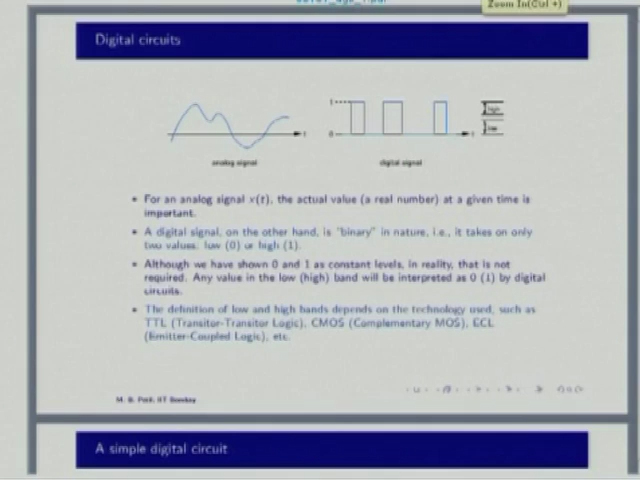 Zoom In(Ctrl +)
Digital circuits
1
high
0
t
t
low
analog signal
digital signal
For an analog signal x(t), the actual value (a real number) at a given time is
important.
A digital signal, on the other hand, is "binary" in nature, i.e., it takes on only
two values: low (0) or high (1).
Although we have shown 0 and 1 as constant levels, in reality, that is not
required. Any value in the low (high) band will be interpreted as 0 (1) by digital
circuits.
The definition of low and high bands depends on the technology used, such as
TTL (Transitor-Transitor Logic), CMOS (Complementary MOS), ECL
(Emitter-Coupled Logic), etc.
M. B. Patil, IIT Bombay
A simple digital circuit